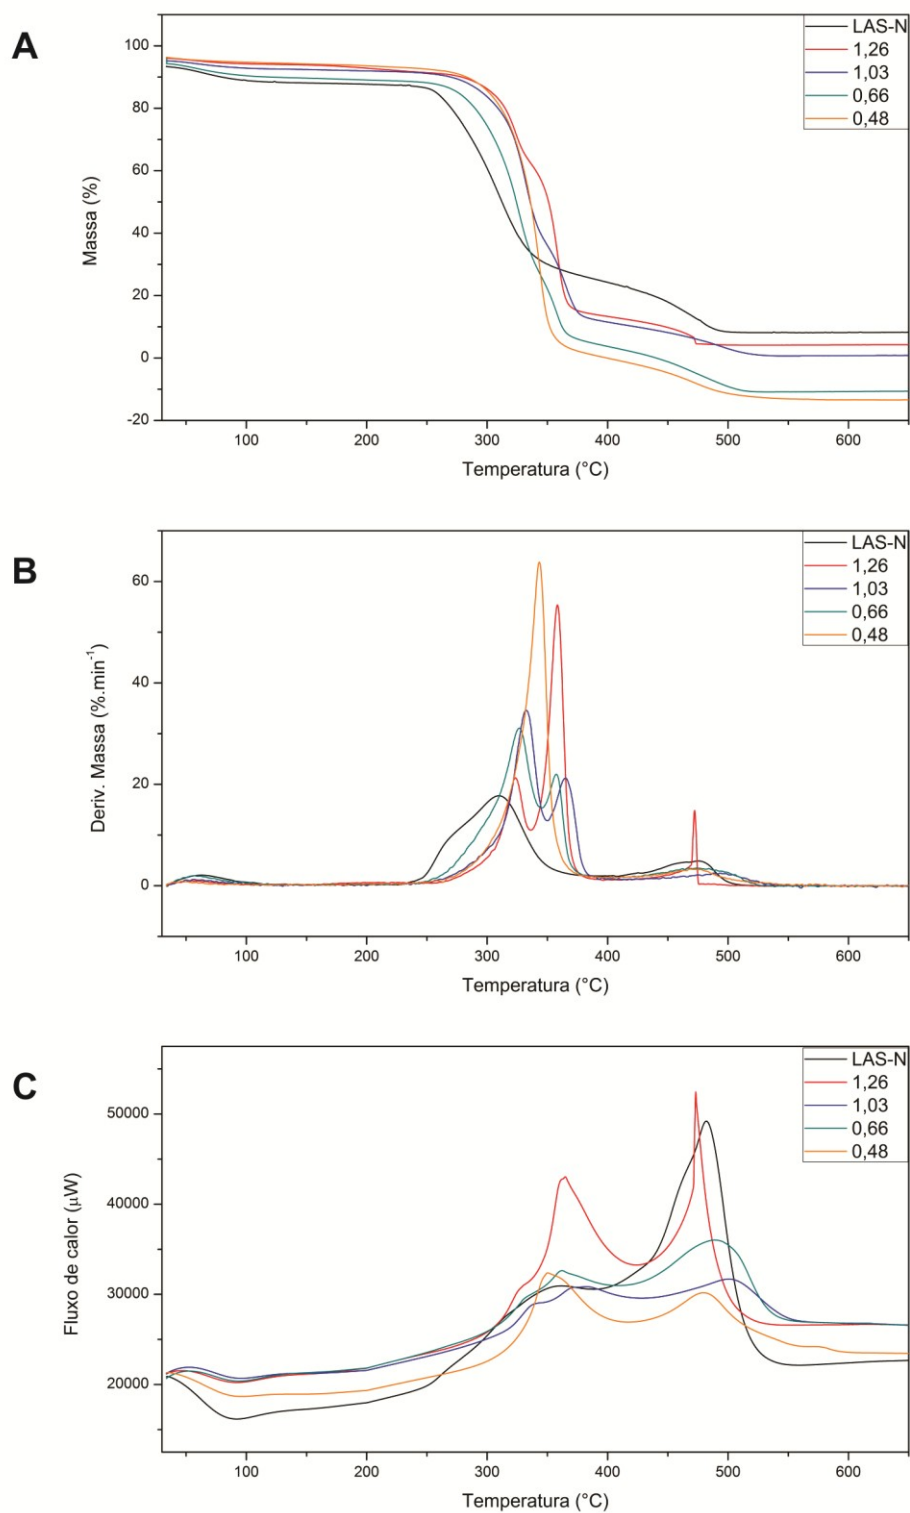 A
100
80
60
40
20
0
-20
Massa (%)
LAS-N
1,26
1,03
0,66
0,48
100 200 300 400 500 600
Temperatura (°C)
B
60
40
20
0
Deriv. Massa (%.min⁻¹)
LAS-N
1,26
1,03
0,66
0,48
100 200 300 400 500 600
Temperatura (°C)
C
50000
40000
30000
20000
Fluxo de calor (μW)
LAS-N
1,26
1,03
0,66
0,48
100 200 300 400 500 600
Temperatura (°C)